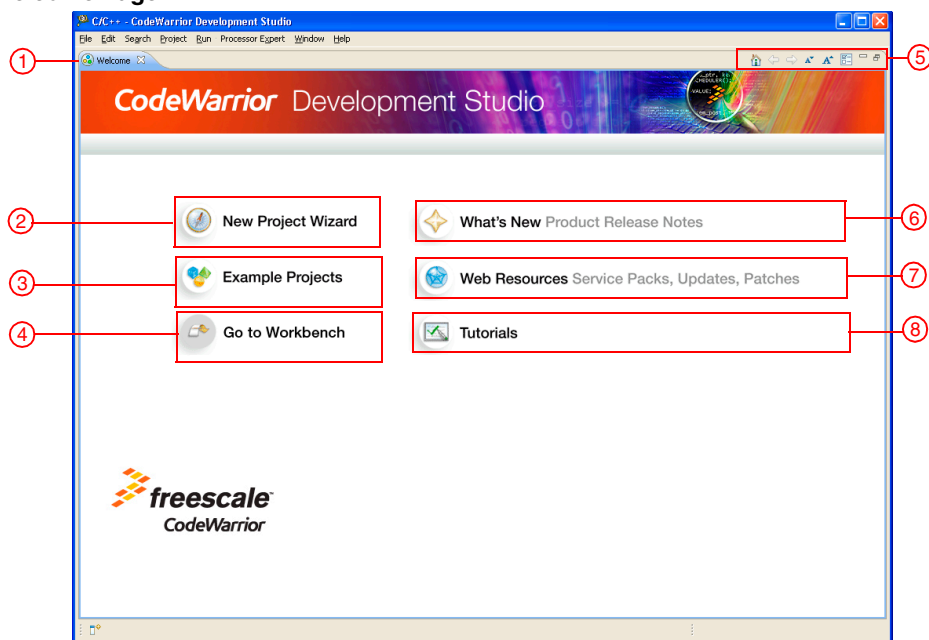 C/C++ - CodeWarrior Development Studio
File Edit Search Project Run Processor Expert Window Help
1
Welcome
5
CodeWarrior Development Studio
2
New Project Wizard
What's New Product Release Notes
6
3
Example Projects
Web Resources Service Packs, Updates, Patches
7
4
Go to Workbench
Tutorials
8
freescale™
CodeWarrior